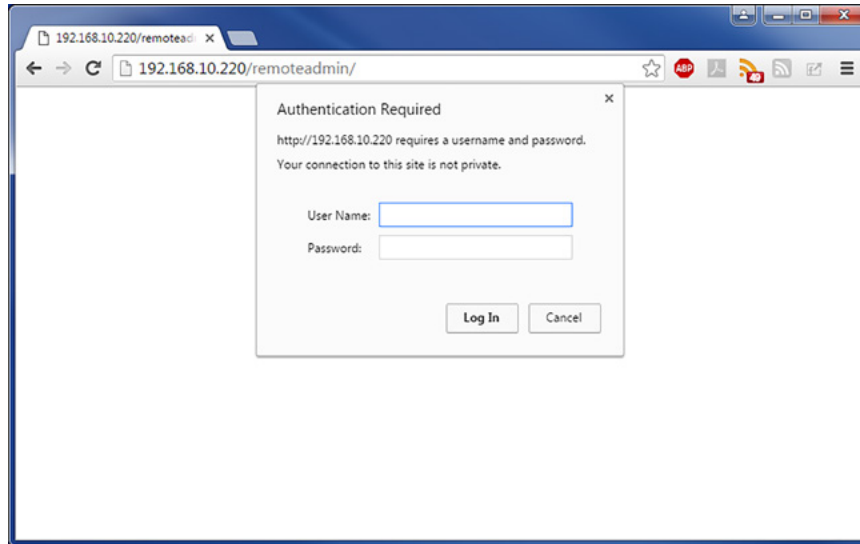 192.168.10.220/remotead
192.168.10.220/remoteadmin/
ABP
49
Authentication Required
http://192.168.10.220 requires a username and password.
Your connection to this site is not private.
User Name:
Password:
Log In
Cancel